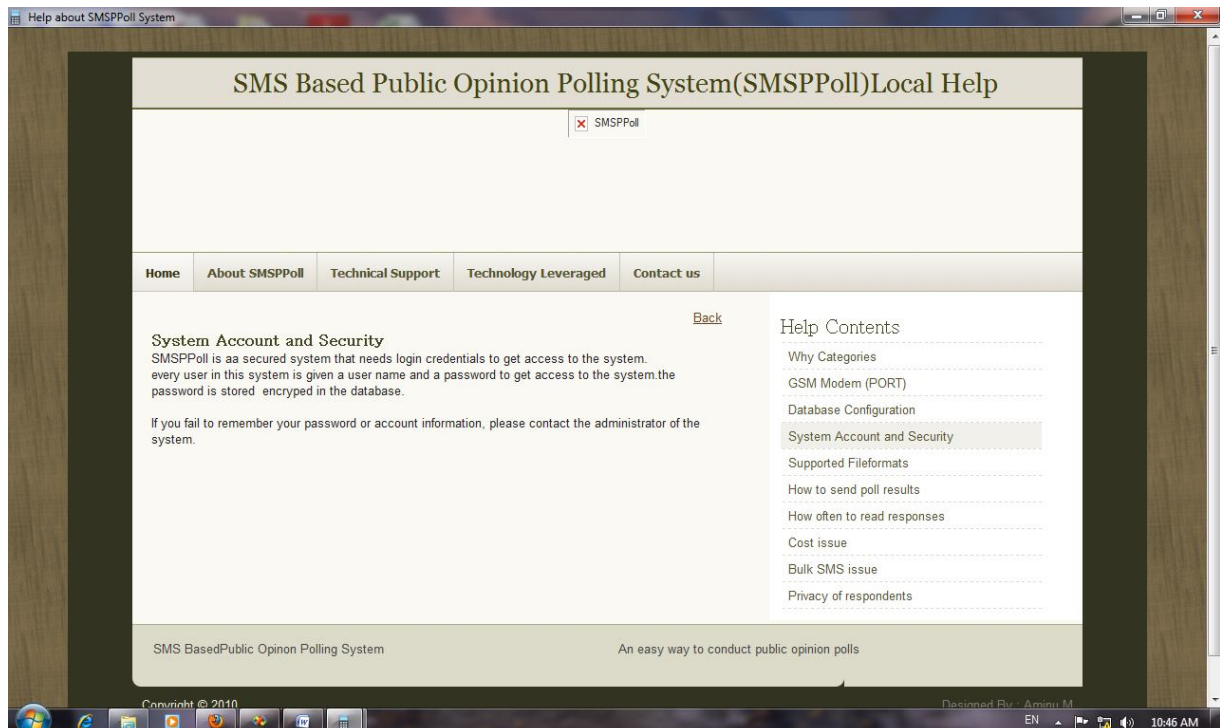 Help about SMSPPoll System
SMS Based Public Opinion Polling System(SMSPPoll)Local Help
SMSPPoll
Home About SMSPPoll Technical Support Technology Leveraged Contact us
Back
System Account and Security
SMSPPoll is aa secured system that needs login credentials to get access to the system.
every user in this system is given a user name and a password to get access to the system.the
password is stored encryped in the database.
If you fail to remember your password or account information, please contact the administrator of the
system.
Help Contents
Why Categories
GSM Modem (PORT)
Database Configuration
System Account and Security
Supported Fileformats
How to send poll results
How often to read responses
Cost issue
Bulk SMS issue
Privacy of respondents
SMS BasedPublic Opinon Polling System An easy way to conduct public opinion polls
Copyright © 2010 Designed By : Aminu M
EN 10:46 AM